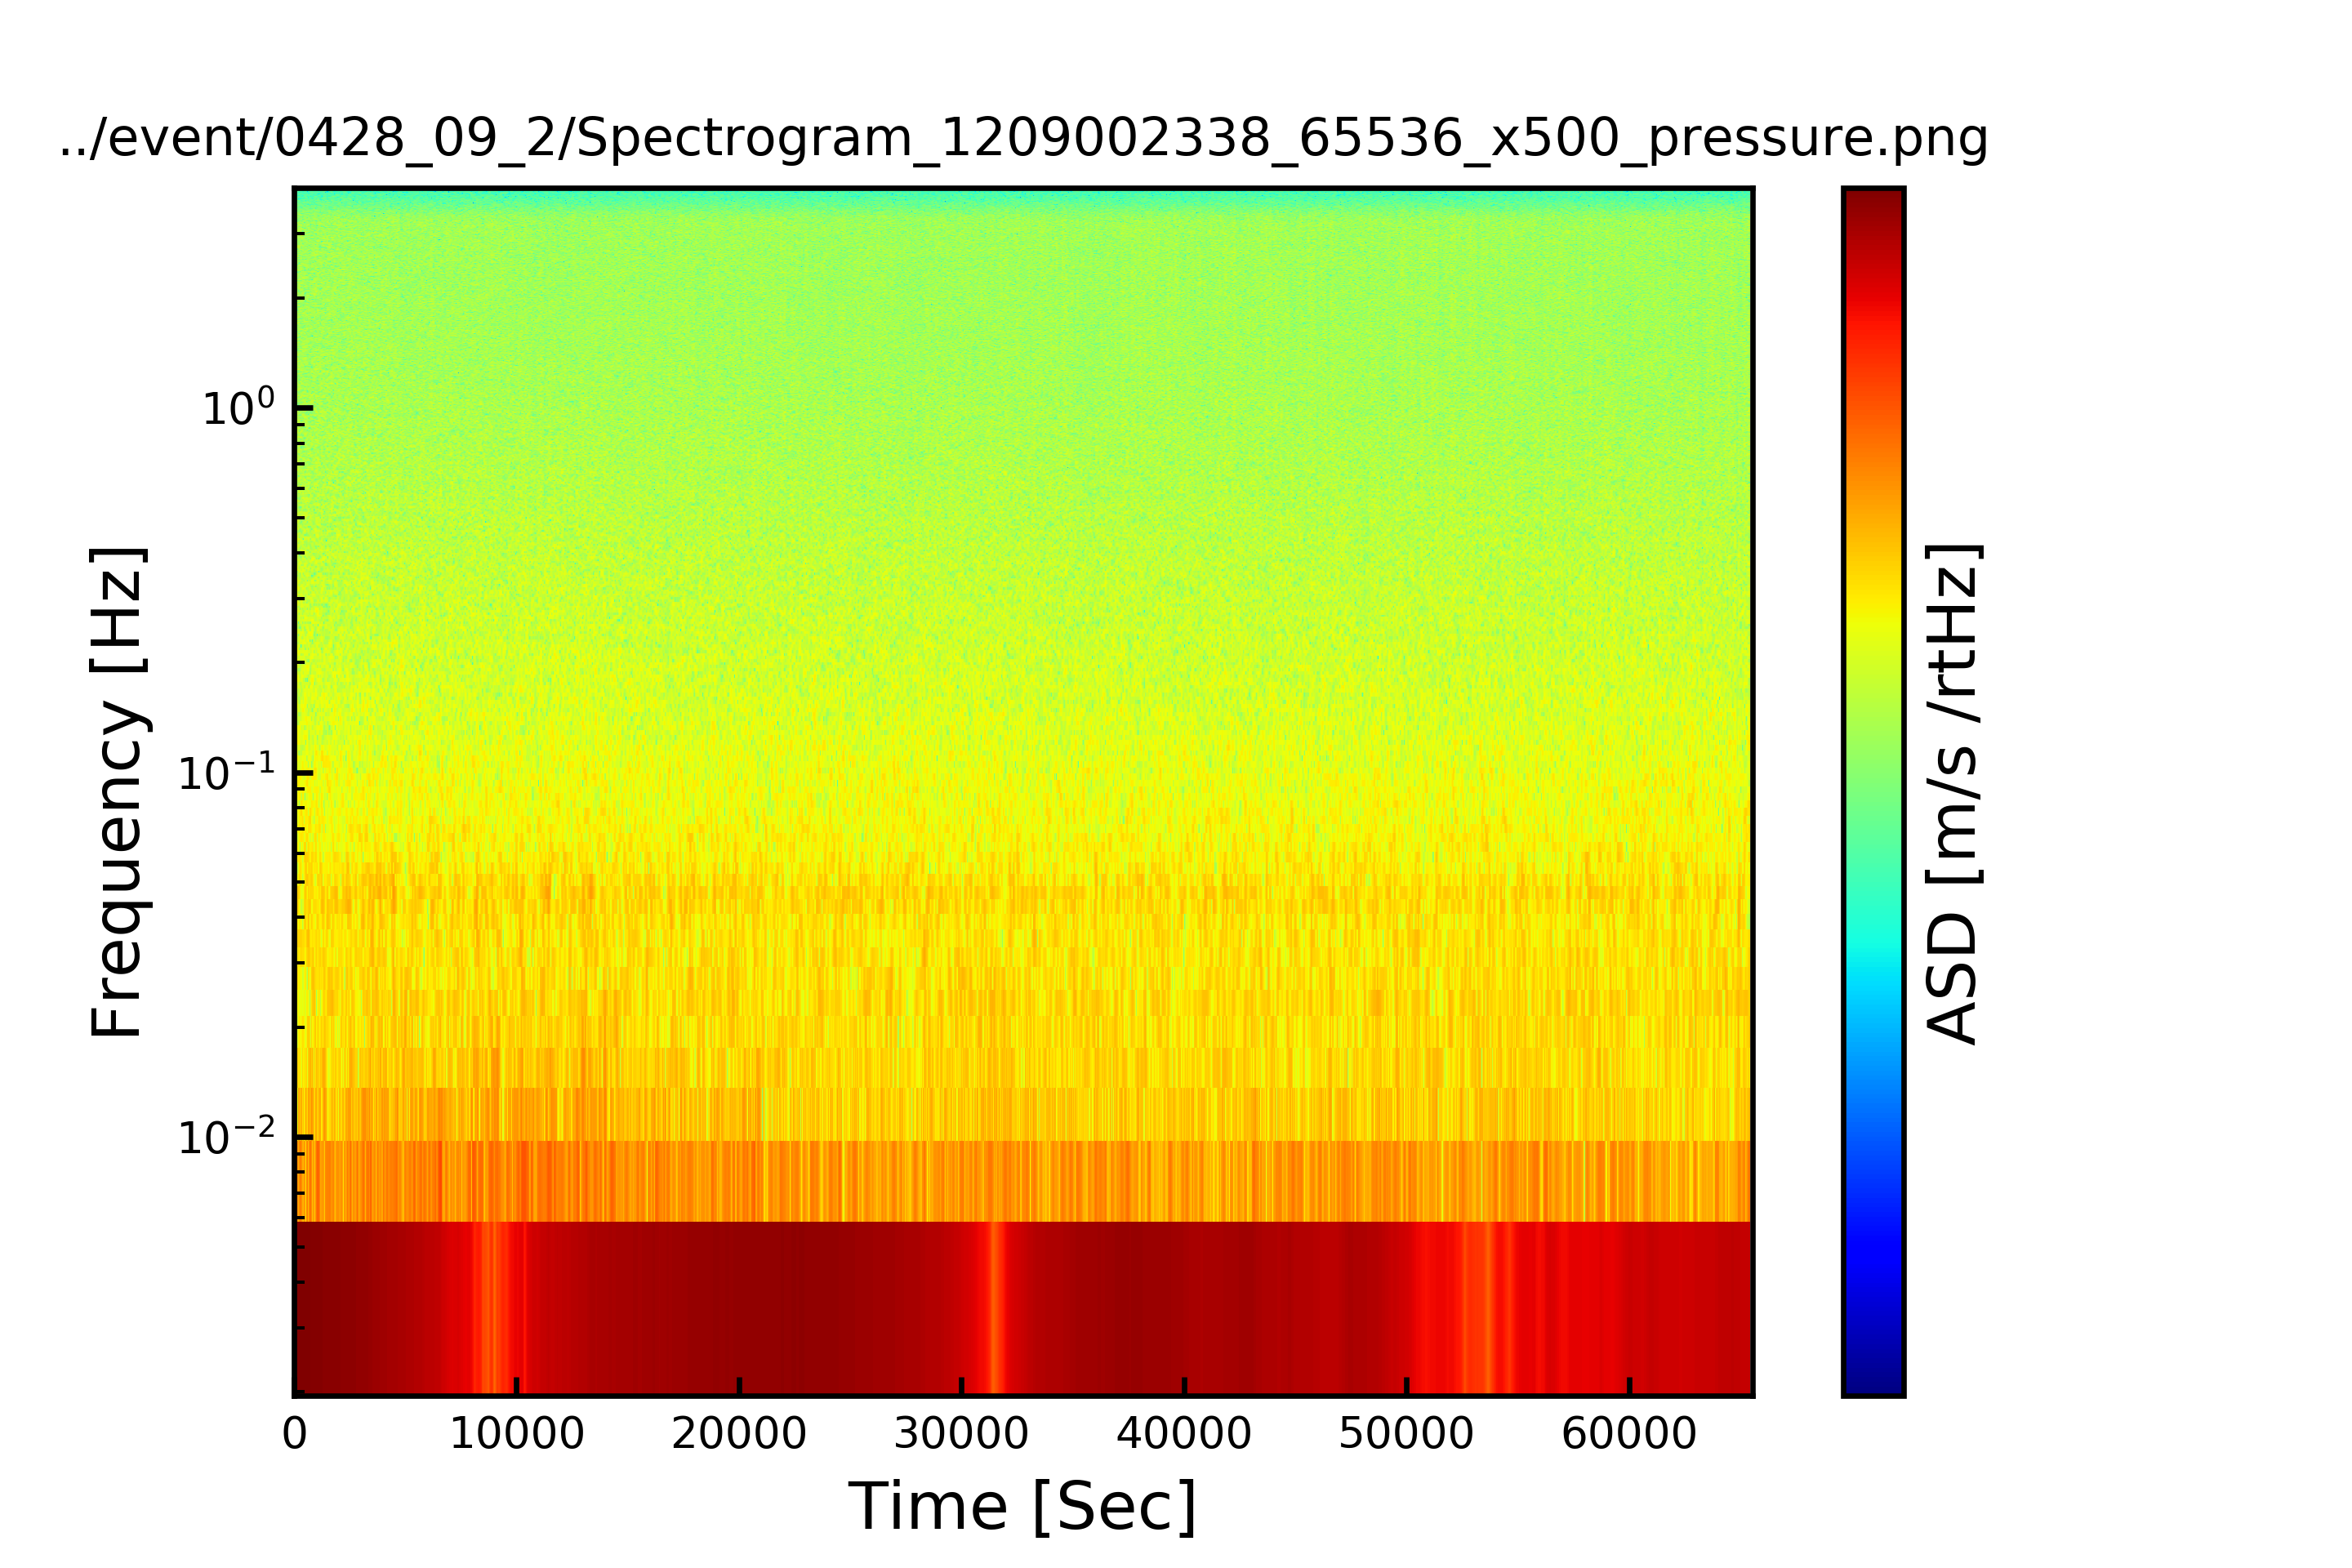 ../event/0428_09_2/Spectrogram_1209002338_65536_x500_pressure.png
Frequency [Hz]
10⁰
10⁻¹
10⁻²
0 10000 20000 30000 40000 50000 60000
Time [Sec]
ASD [m/s /rtHz]